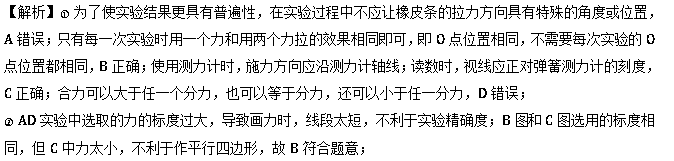 【解析】① 为了使实验结果更具有普遍性，在实验过程中不应让橡皮条的拉力方向具有特殊的角度或位置，
A 错误；只有每一次实验时用一个力和用两个力拉的效果相同即可，即 O 点位置相同，不需要每次实验的 O
点位置都相同，B 正确；使用测力计时，施力方向应沿测力计轴线；读数时，视线应正对弹簧测力计的刻度，
C 正确；合力可以大于任一个分力，也可以等于分力，还可以小于任一分力，D 错误；
② AD 实验中选取的力的标度过大，导致画力时，线段太短，不利于实验精确度；B 图和 C 图选用的标度相
同，但 C 中力太小，不利于作平行四边形，故 B 符合题意；